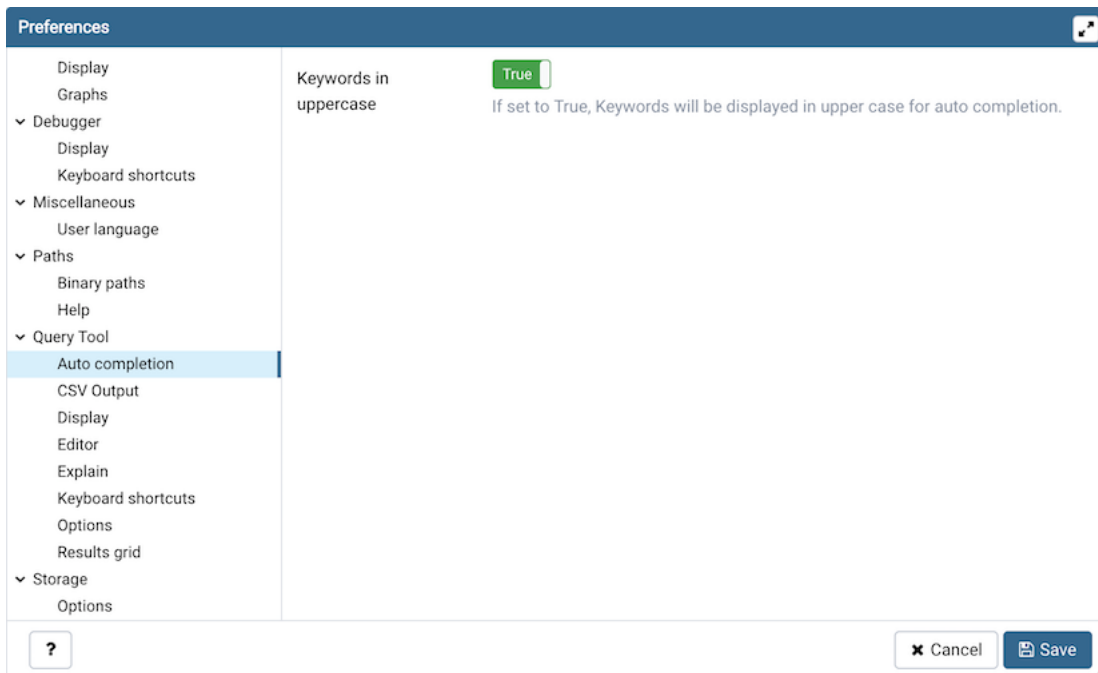 Preferences
Display
Graphs
Debugger
Display
Keyboard shortcuts
Miscellaneous
User language
Paths
Binary paths
Help
Query Tool
Auto completion
CSV Output
Display
Editor
Explain
Keyboard shortcuts
Options
Results grid
Storage
Options
Keywords in
uppercase
True
If set to True, Keywords will be displayed in upper case for auto completion.
?
Cancel
Save